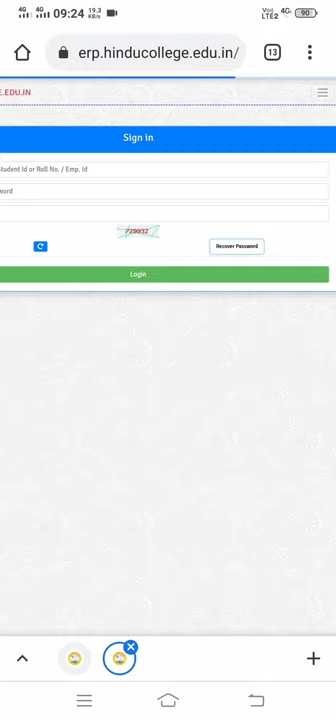 09:24 19.3 KB/s Vo)) LTE2 4G 90
erp.hinducollege.edu.in/ 13
E.EDU.IN
Sign in
Student Id or Roll No. / Emp. Id
word
Recover Password
Login